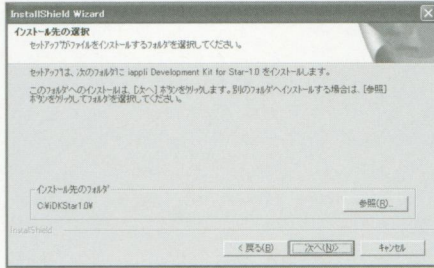 InstallShield Wizard
インストール先の選択
セットアップがファイルをインストールするフォルダを選択してください。
セットアップは、次のフォルダに iappli Development Kit for Star-1.0 をインストールします。
このフォルダへのインストールは、[次へ] ボタンをクリックします。別のフォルダへインストールする場合は、[参照]
ボタンをクリックしてフォルダを選択してください。
インストール先のフォルダ
C:¥iDKStar1.0¥
参照(R)...
InstallShield
< 戻る(B)
次へ(N)>
キャンセル